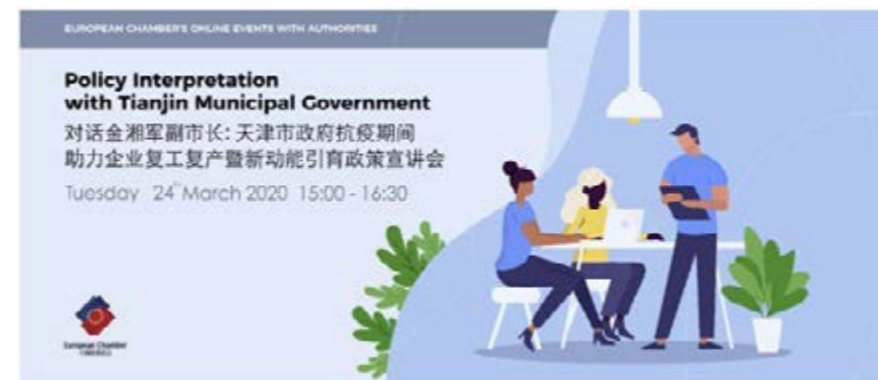 EUROPEAN CHAMBER'S ONLINE EVENTS WITH AUTHORITIES
Policy Interpretation
with Tianjin Municipal Government
对话金湘军副市长: 天津市政府抗疫期间
助力企业复工复产暨新动能引育政策宣讲会
Tuesday 24th March 2020 15:00 - 16:30
European Chamber